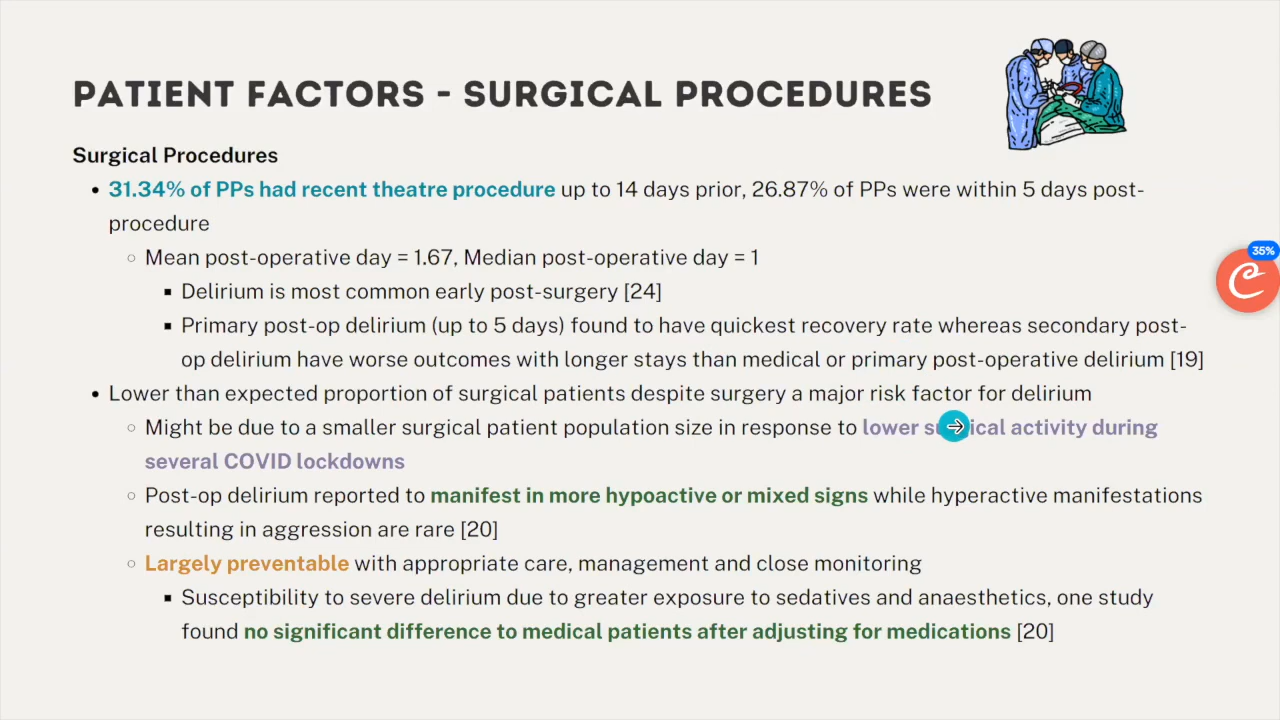 PATIENT FACTORS - SURGICAL PROCEDURES
Surgical Procedures
• 31.34% of PPs had recent theatre procedure up to 14 days prior, 26.87% of PPs were within 5 days post-
procedure
○ Mean post-operative day = 1.67, Median post-operative day = 1
▪ Delirium is most common early post-surgery [24]
▪ Primary post-op delirium (up to 5 days) found to have quickest recovery rate whereas secondary post-
op delirium have worse outcomes with longer stays than medical or primary post-operative delirium [19]
• Lower than expected proportion of surgical patients despite surgery a major risk factor for delirium
○ Might be due to a smaller surgical patient population size in response to lower surgical activity during
several COVID lockdowns
○ Post-op delirium reported to manifest in more hypoactive or mixed signs while hyperactive manifestations
resulting in aggression are rare [20]
○ Largely preventable with appropriate care, management and close monitoring
▪ Susceptibility to severe delirium due to greater exposure to sedatives and anaesthetics, one study
found no significant difference to medical patients after adjusting for medications [20]
35%